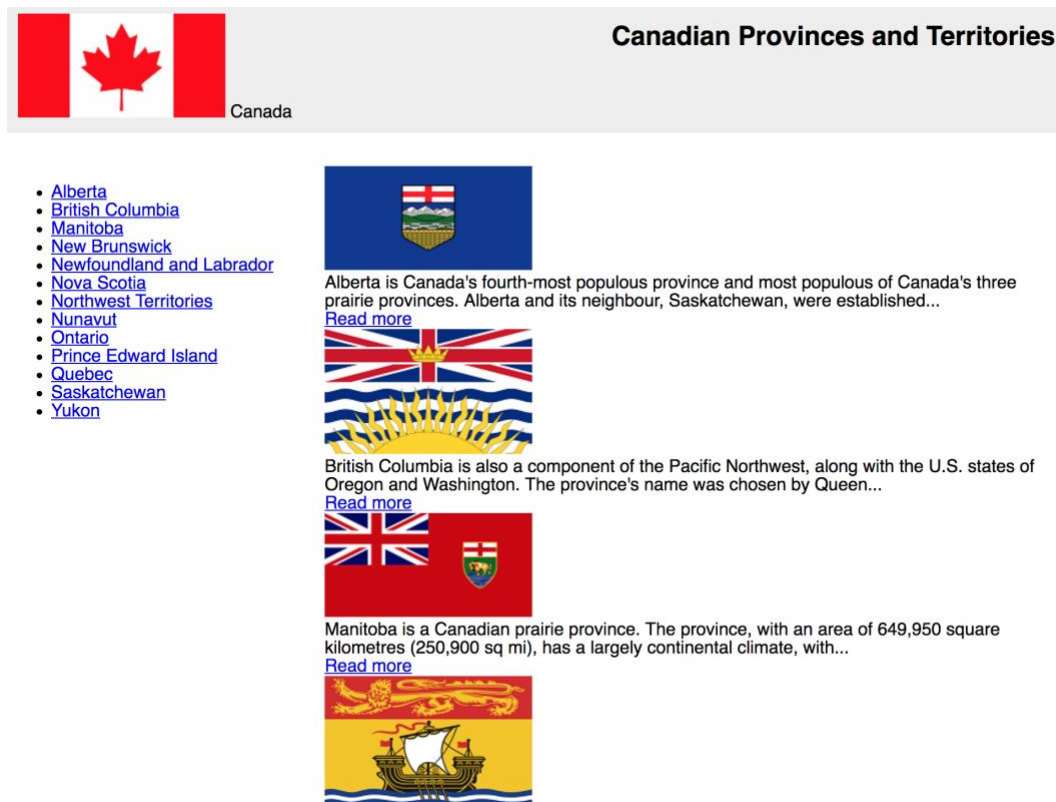 Canadian Provinces and Territories
Canada
Alberta
British Columbia
Manitoba
New Brunswick
Newfoundland and Labrador
Nova Scotia
Northwest Territories
Nunavut
Ontario
Prince Edward Island
Quebec
Saskatchewan
Yukon
Alberta is Canada's fourth-most populous province and most populous of Canada's three
prairie provinces. Alberta and its neighbour, Saskatchewan, were established...
Read more
British Columbia is also a component of the Pacific Northwest, along with the U.S. states of
Oregon and Washington. The province's name was chosen by Queen...
Read more
Manitoba is a Canadian prairie province. The province, with an area of 649,950 square
kilometres (250,900 sq mi), has a largely continental climate, with...
Read more